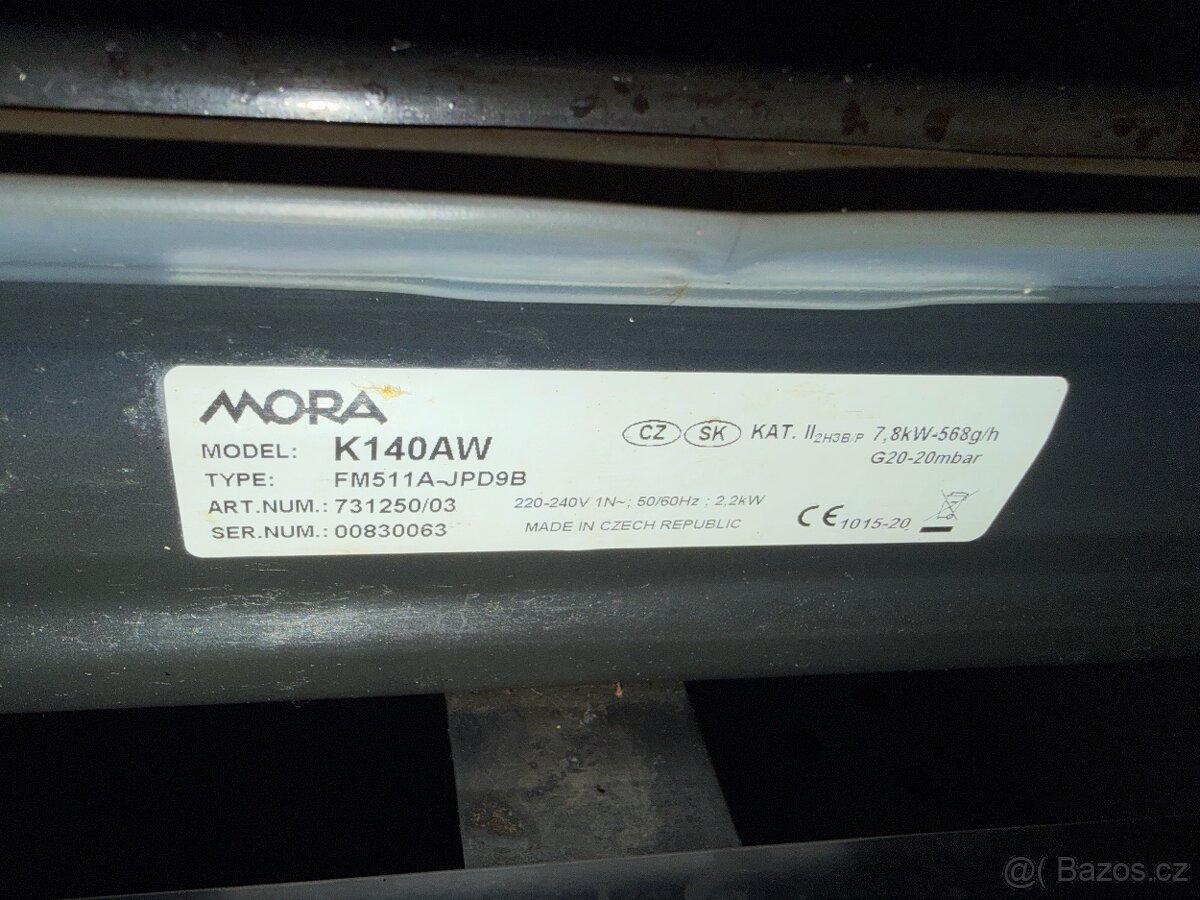 MORA
MODEL: K140AW
TYPE: FM511A-JPD9B
ART.NUM.: 731250/03
SER.NUM.: 00830063
CZ SK KAT. II2H3B/P 7,8kW-568g/h
G20-20mbar
220-240V 1N~; 50/60Hz ; 2,2kW
MADE IN CZECH REPUBLIC
CE 1015-20
@( Bazos.cz